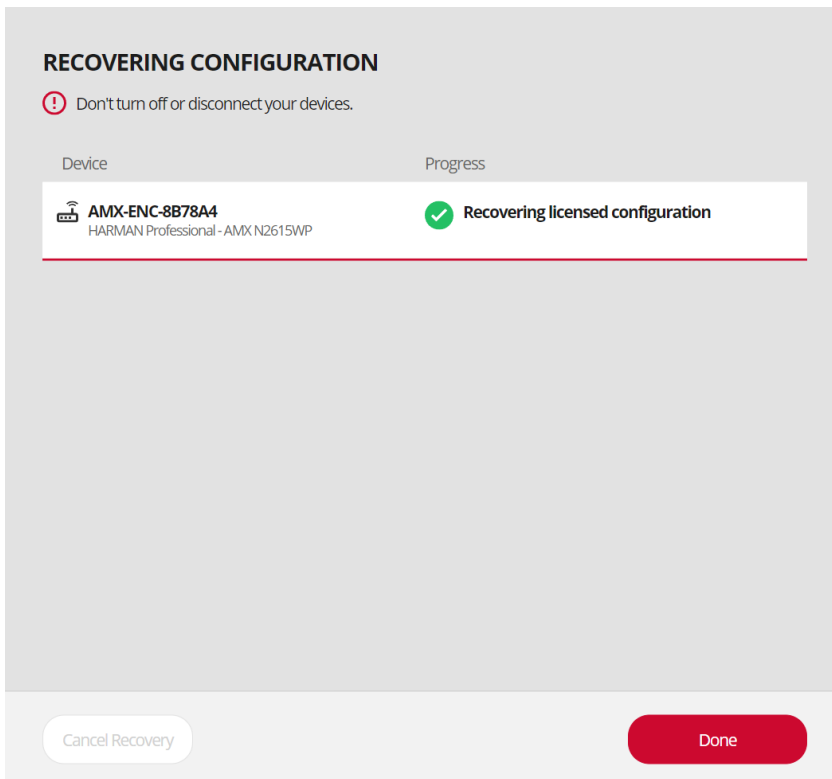 RECOVERING CONFIGURATION
Don't turn off or disconnect your devices.
Device Progress
AMX-ENC-8B78A4 Recovering licensed configuration
HARMAN Professional - AMX N2615WP
Cancel Recovery Done